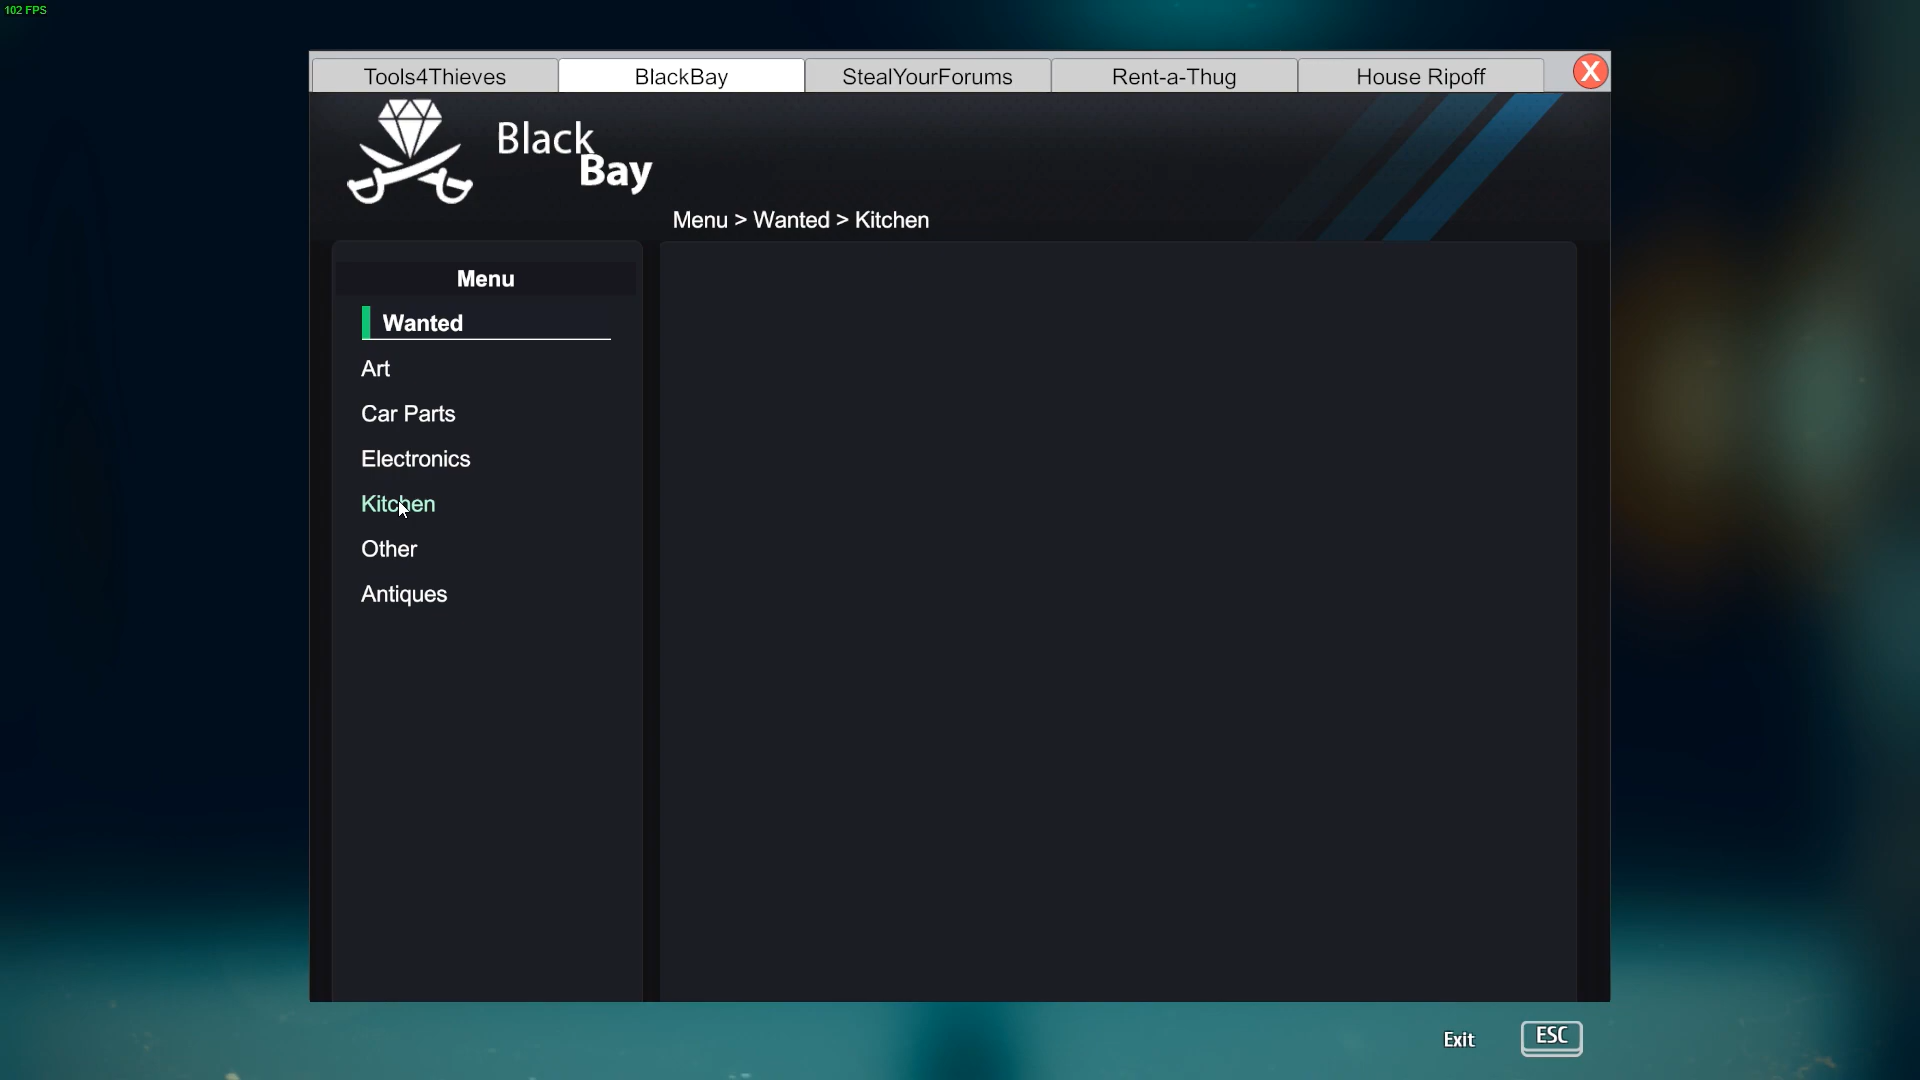 102 FPS
Tools4Thieves
BlackBay
StealYourForums
Rent-a-Thug
House Ripoff
X
Black
Bay
Menu > Wanted > Kitchen
Menu
Wanted
Art
Car Parts
Electronics
Kitchen
Other
Antiques
Exit
ESC